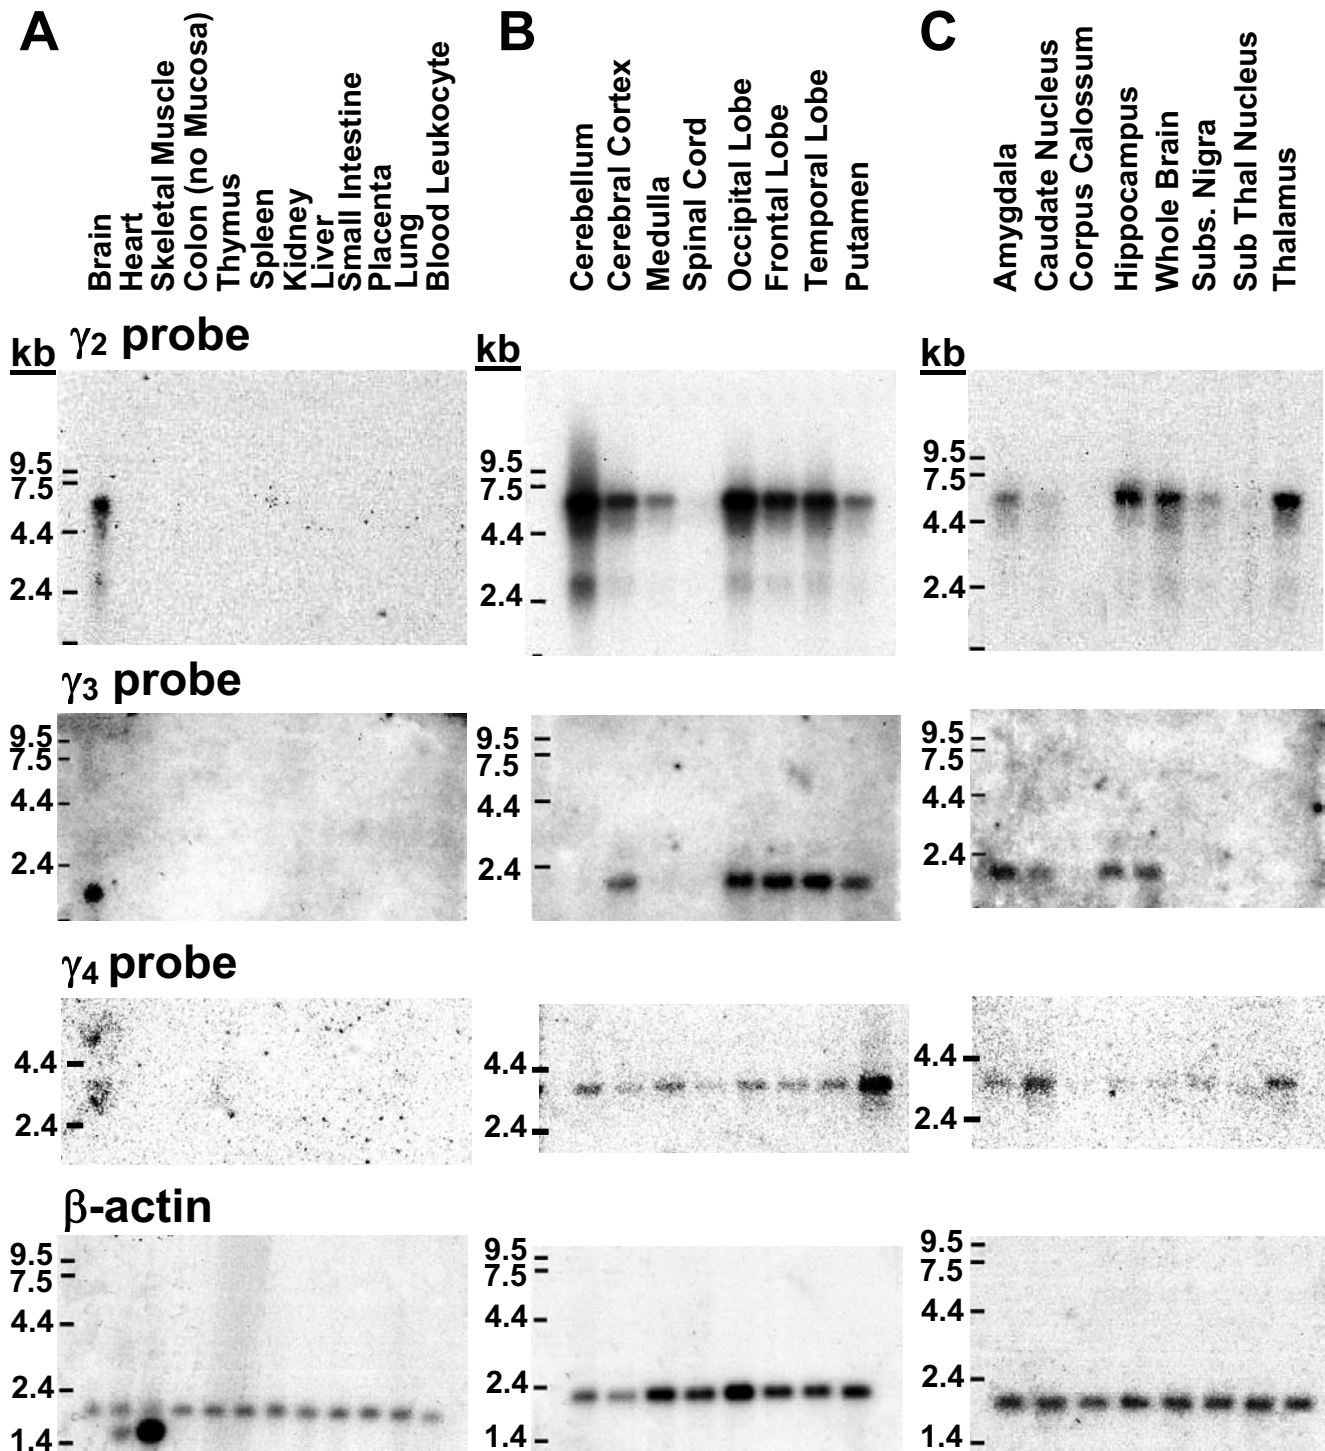 A
B
C
Brain
Heart
Skeletal Muscle
Colon (no Mucosa)
Thymus
Spleen
Kidney
Liver
Small Intestine
Placenta
Lung
Blood Leukocyte
Cerebellum
Cerebral Cortex
Medulla
Spinal Cord
Occipital Lobe
Frontal Lobe
Temporal Lobe
Putamen
Amygdala
Caudate Nucleus
Corpus Calossum
Hippocampus
Whole Brain
Subs. Nigra
Sub Thal Nucleus
Thalamus
γ2 probe
kb
9.5
7.5
4.4
2.4
kb
9.5
7.5
4.4
2.4
kb
9.5
7.5
4.4
2.4
γ3 probe
9.5
7.5
4.4
2.4
9.5
7.5
4.4
2.4
9.5
7.5
4.4
2.4
γ4 probe
4.4
2.4
4.4
2.4
4.4
2.4
β-actin
9.5
7.5
4.4
2.4
1.4
9.5
7.5
4.4
2.4
1.4
9.5
7.5
4.4
2.4
1.4